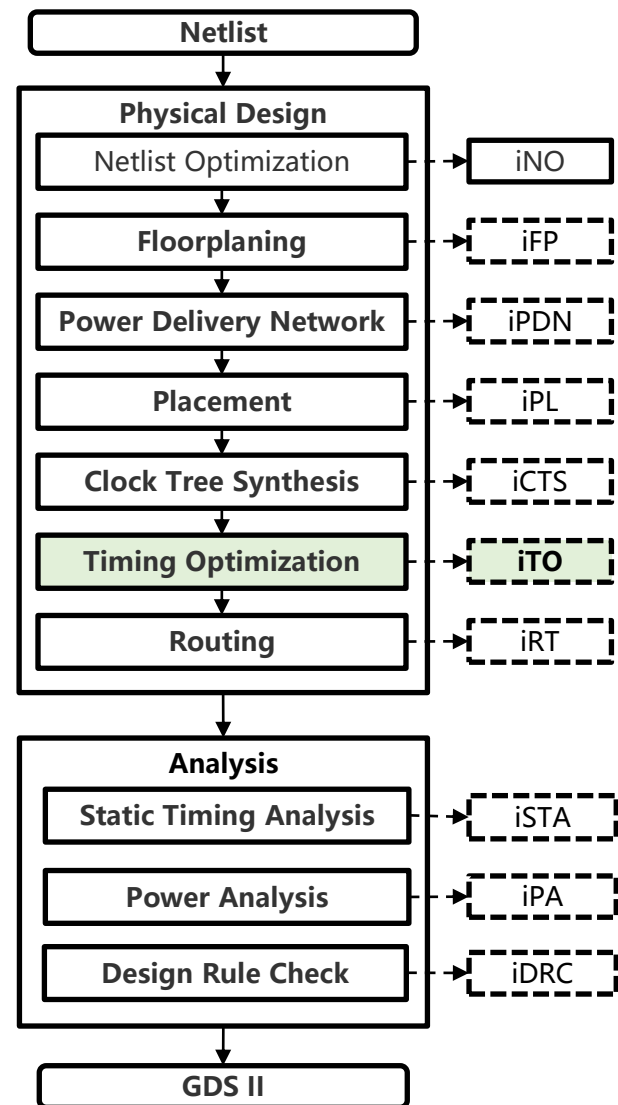 Netlist
Physical Design
Netlist Optimization
iNO
Floorplaning
iFP
Power Delivery Network
iPDN
Placement
iPL
Clock Tree Synthesis
iCTS
Timing Optimization
iTO
Routing
iRT
Analysis
Static Timing Analysis
iSTA
Power Analysis
iPA
Design Rule Check
iDRC
GDS II